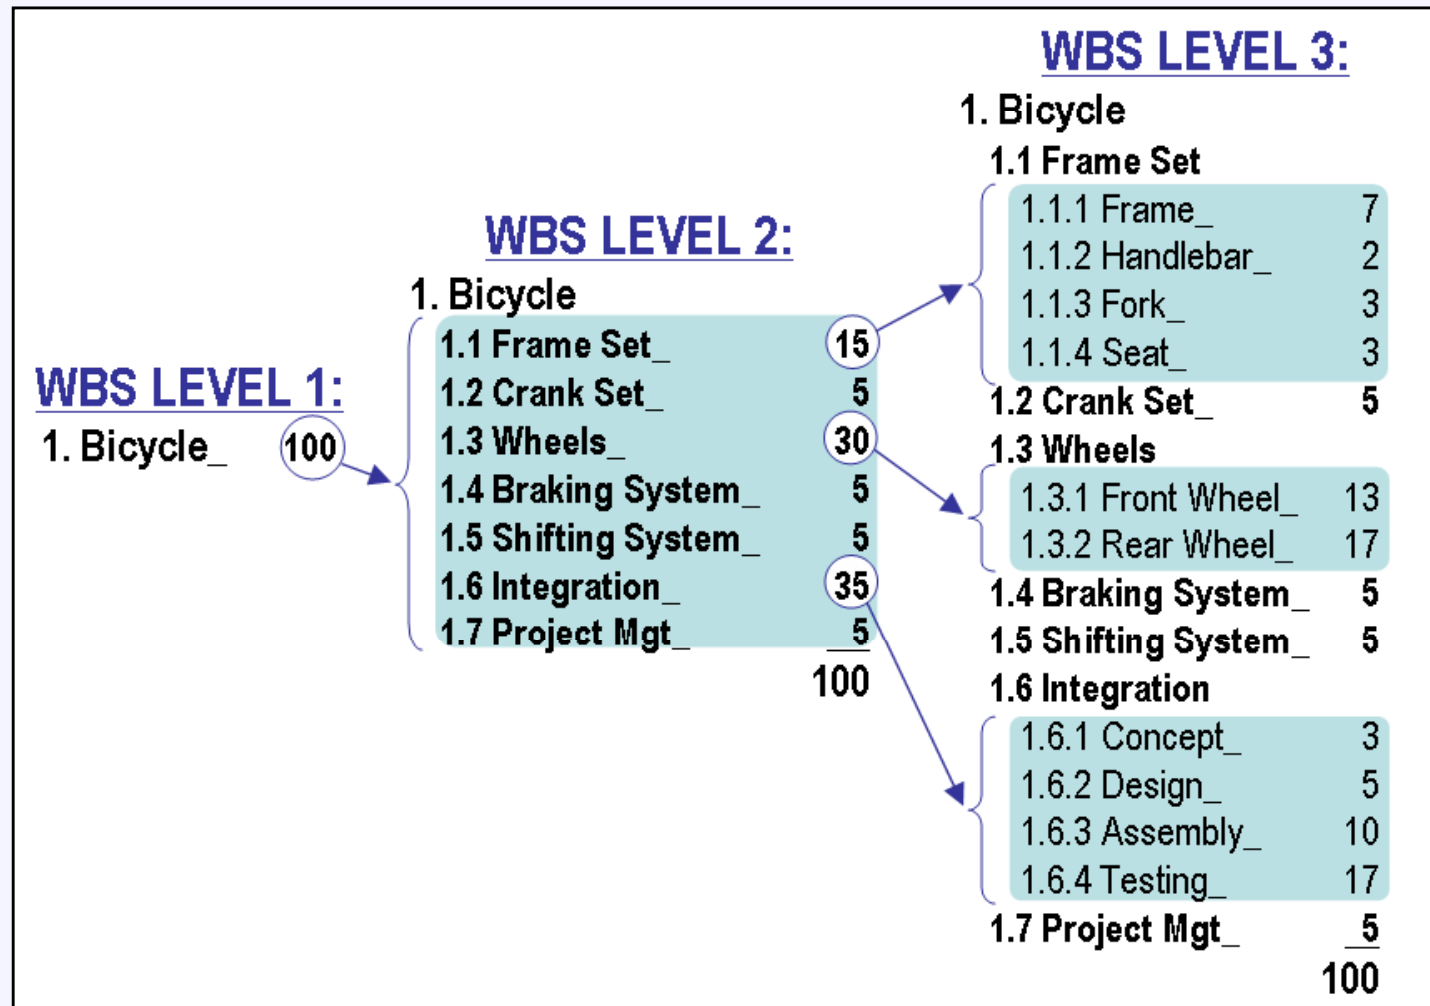 WBS LEVEL 1:
1. Bicycle_ 100
WBS LEVEL 2:
1. Bicycle
1.1 Frame Set_ 15
1.2 Crank Set_ 5
1.3 Wheels_ 30
1.4 Braking System_ 5
1.5 Shifting System_ 5
1.6 Integration_ 35
1.7 Project Mgt_ 5
100
WBS LEVEL 3:
1. Bicycle
1.1 Frame Set
1.1.1 Frame_ 7
1.1.2 Handlebar_ 2
1.1.3 Fork_ 3
1.1.4 Seat_ 3
1.2 Crank Set_ 5
1.3 Wheels
1.3.1 Front Wheel_ 13
1.3.2 Rear Wheel_ 17
1.4 Braking System_ 5
1.5 Shifting System_ 5
1.6 Integration
1.6.1 Concept_ 3
1.6.2 Design_ 5
1.6.3 Assembly_ 10
1.6.4 Testing_ 17
1.7 Project Mgt_ 5
100